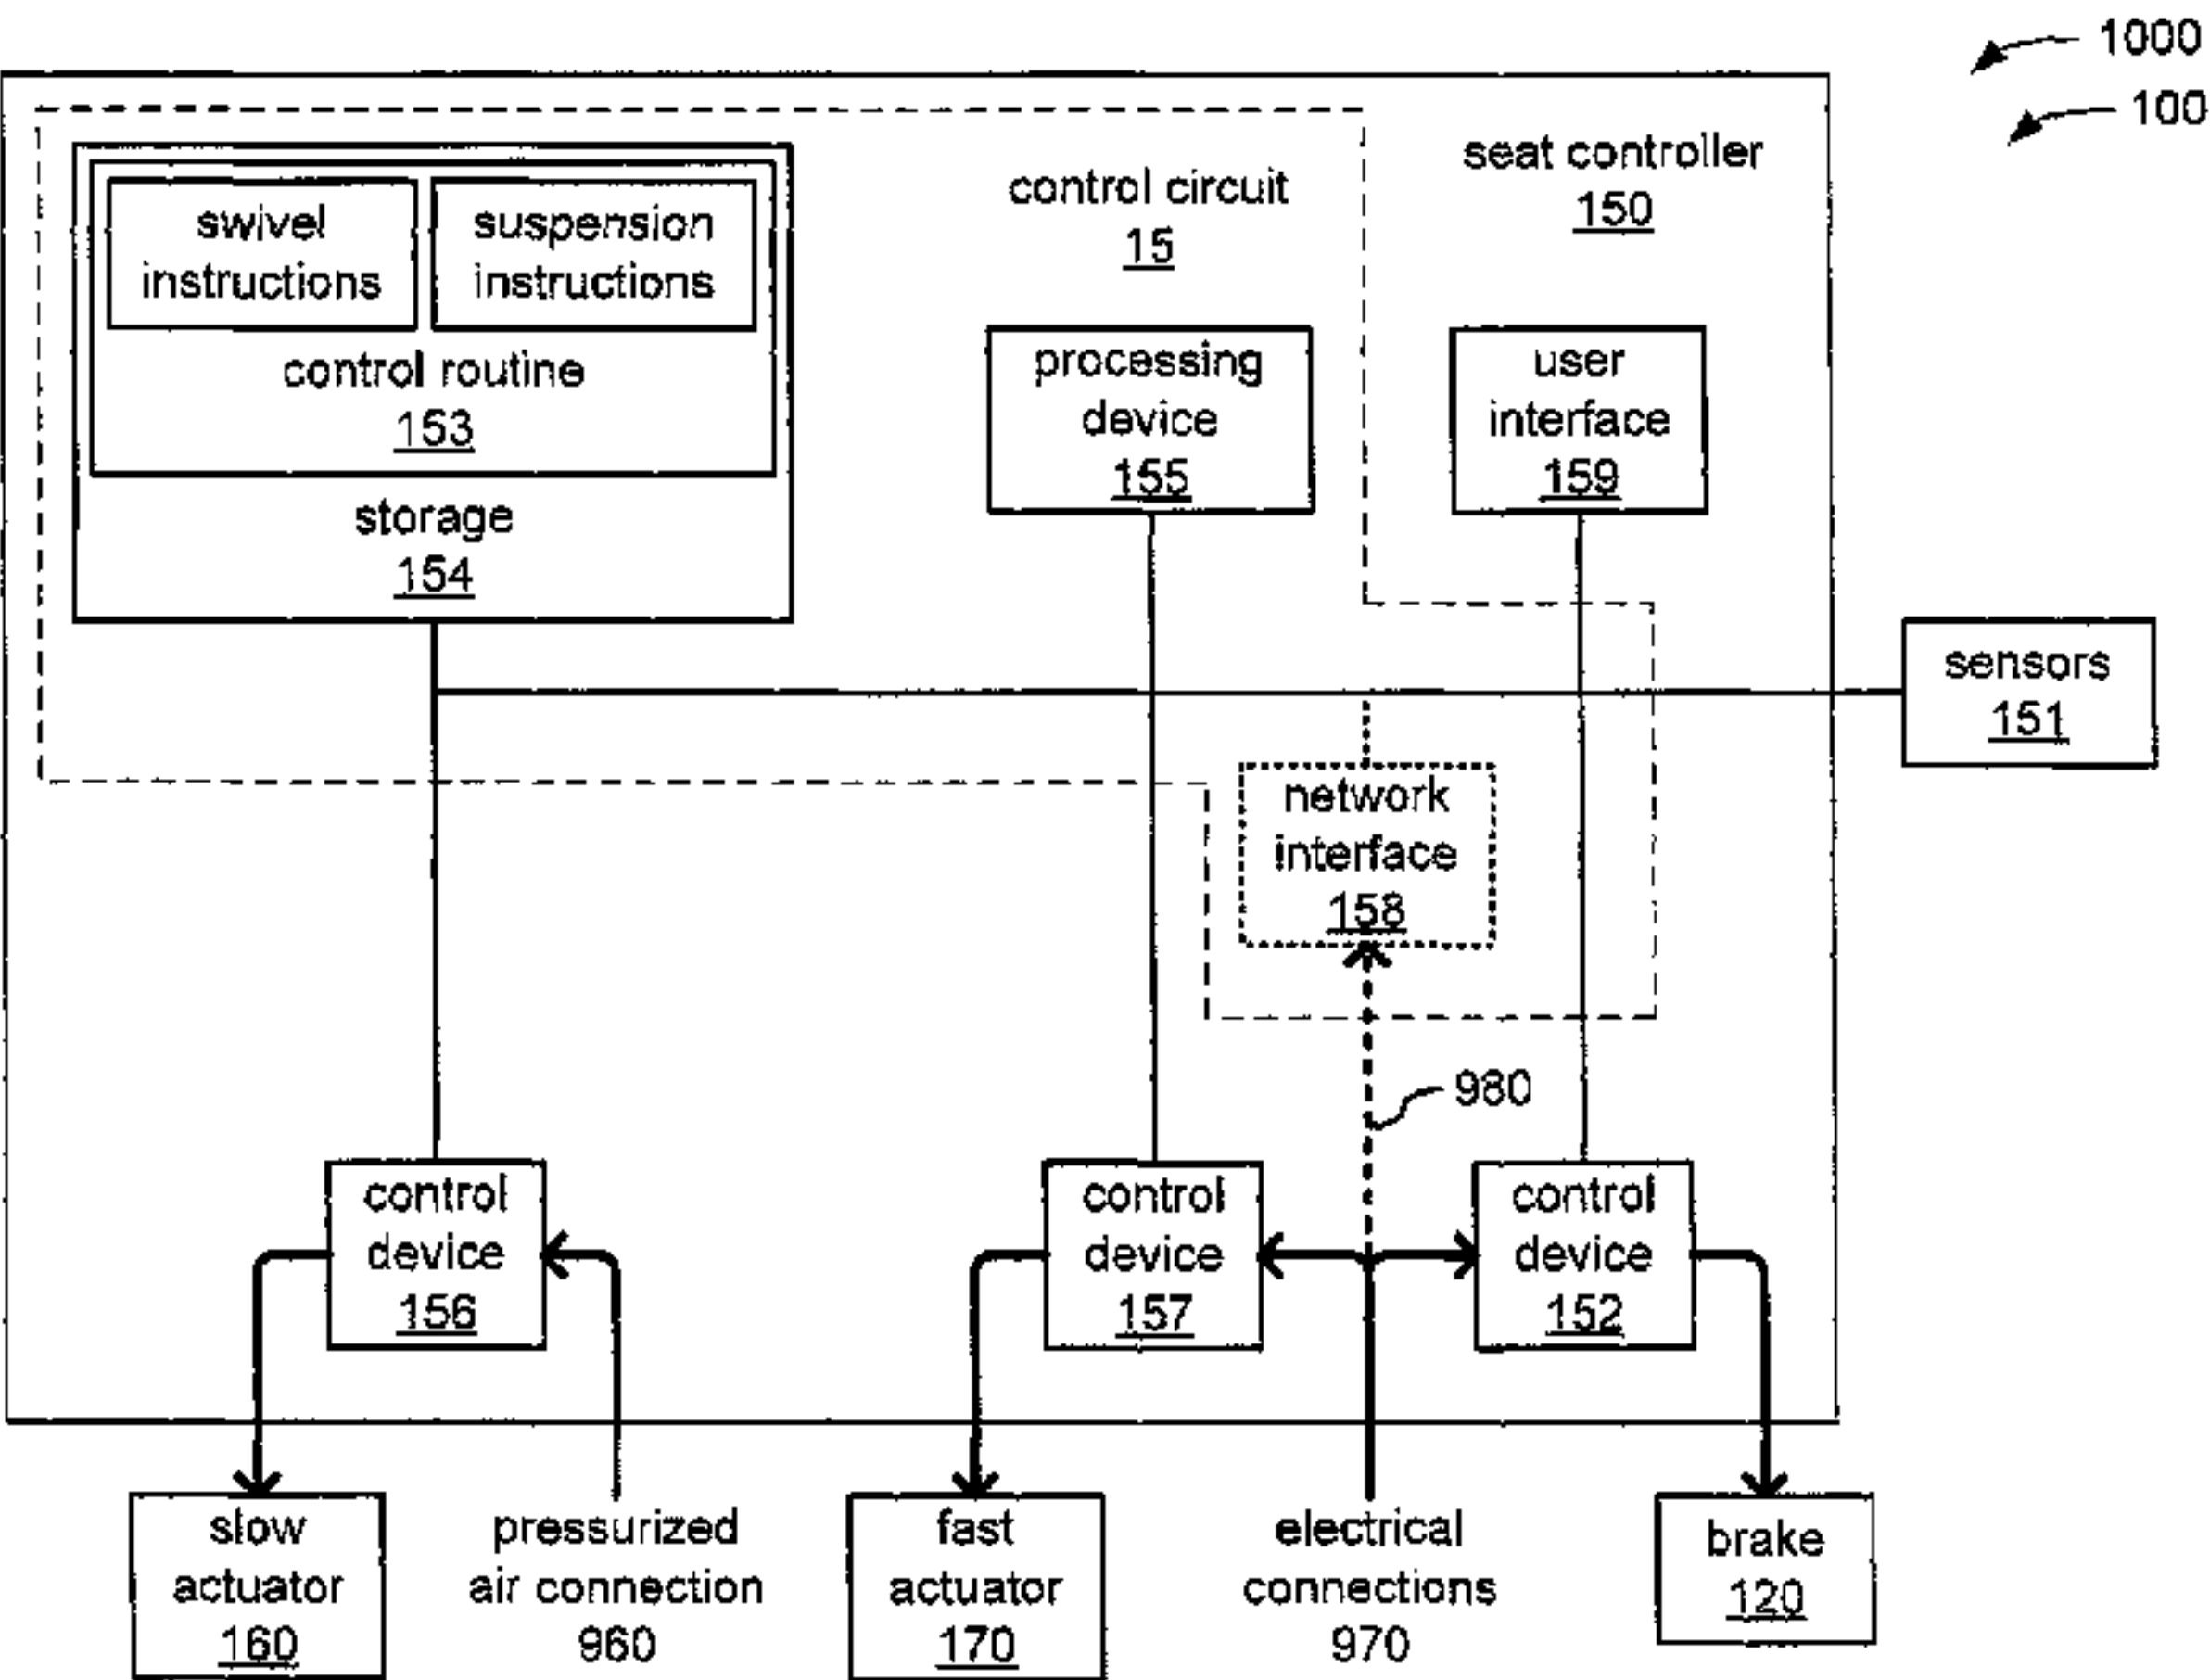 1000
100
seat controller
150
control circuit
15
swivel
instructions
suspension
instructions
control routine
153
storage
154
processing
device
155
user
interface
159
sensors
151
network
interface
158
980
control
device
156
control
device
157
control
device
152
slow
actuator
160
pressurized
air connection
960
fast
actuator
170
electrical
connections
970
brake
120